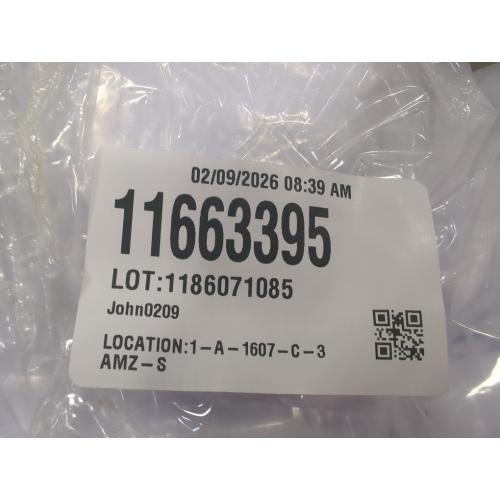 02/09/2026 08:39 AM
11663395
LOT:1186071085
John0209
LOCATION:1-A-1607-C-3
AMZ-S